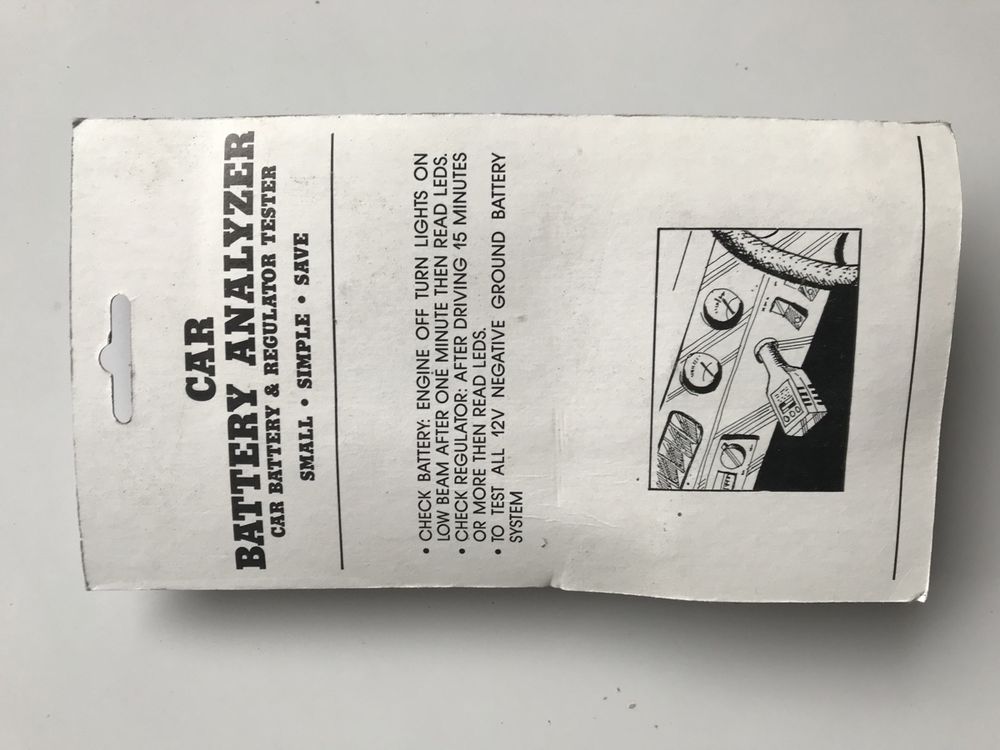 CAR
BATTERY ANALYZER
CAR BATTERY & REGULATOR TESTER
SMALL • SIMPLE • SAVE
• CHECK BATTERY: ENGINE OFF TURN LIGHTS ON
LOW BEAM AFTER ONE MINUTE THEN READ LEDS.
• CHECK REGULATOR: AFTER DRIVING 15 MINUTES
OR MORE THEN READ LEDS.
• TO TEST ALL 12V NEGATIVE GROUND BATTERY
SYSTEM